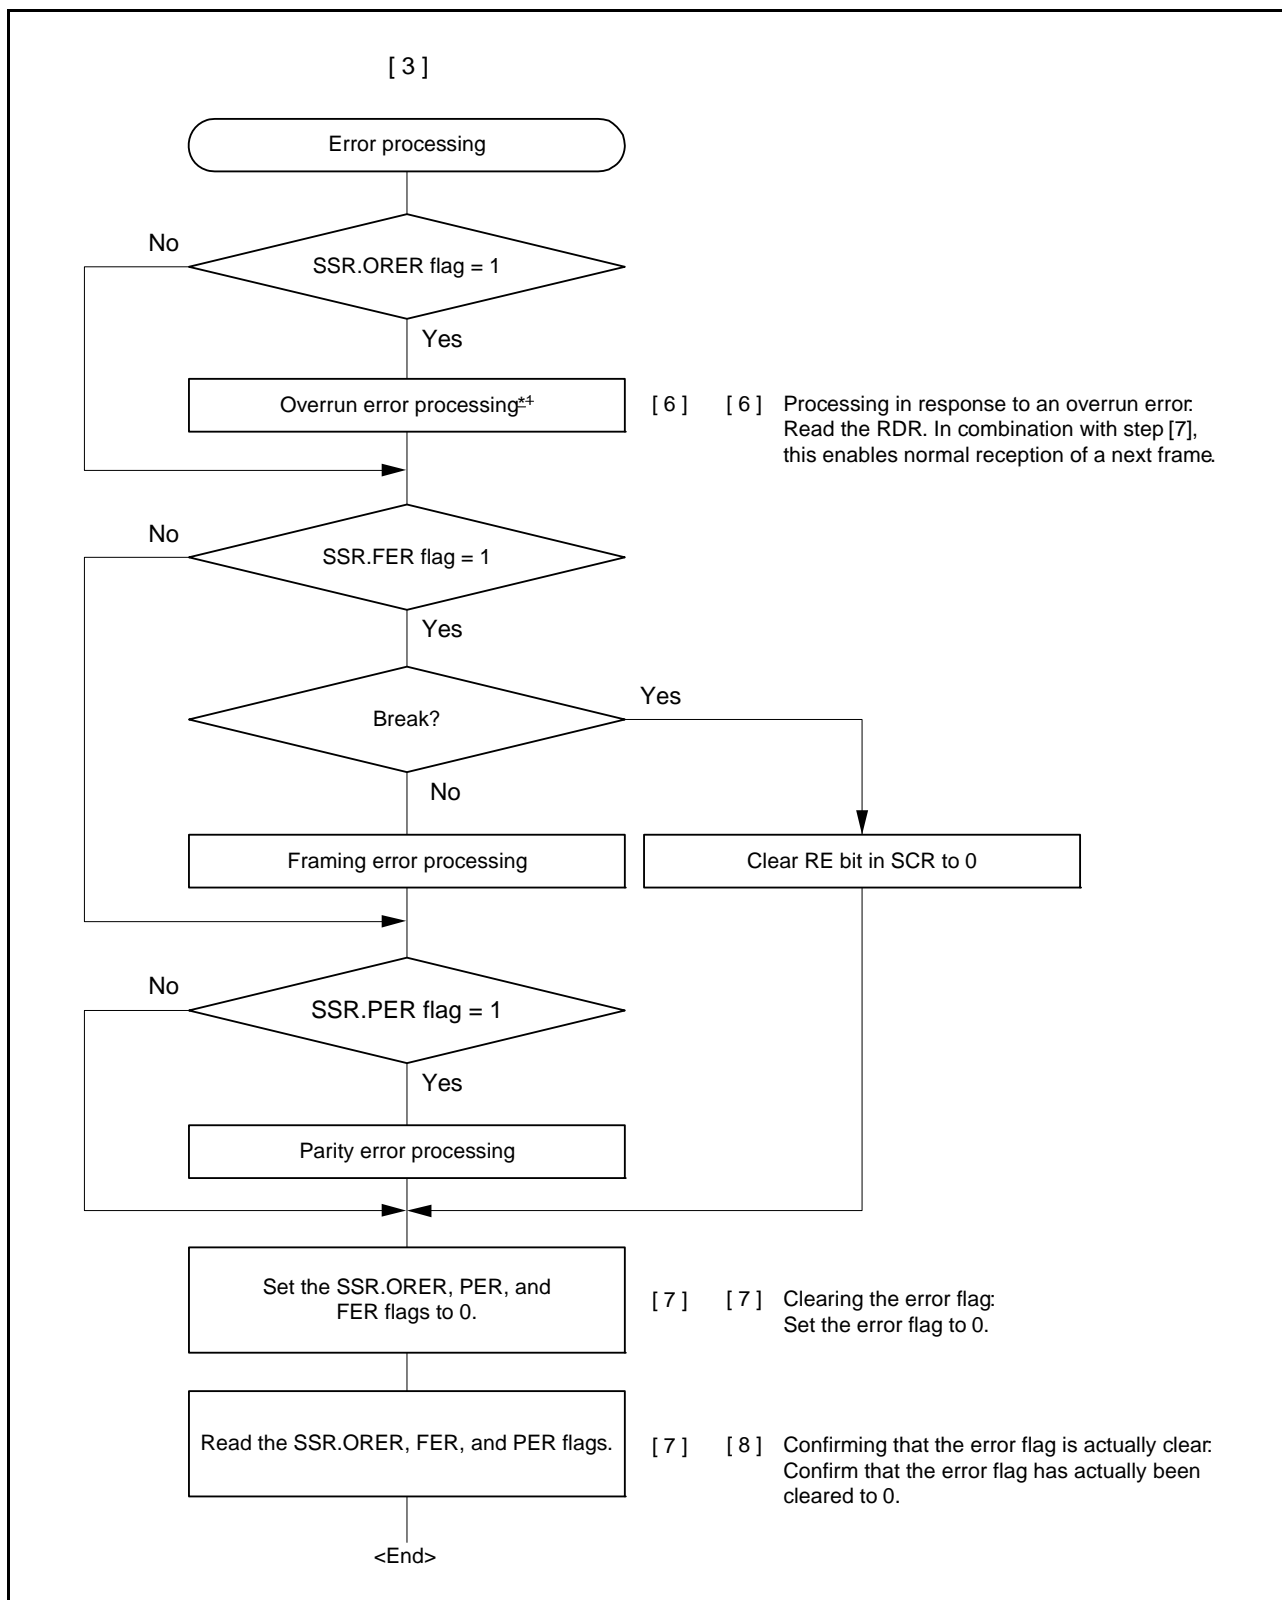 [ 3 ]
Error processing
No
SSR.ORER flag = 1
Yes
Overrun error processing*1
[ 6 ] [ 6 ] Processing in response to an overrun error:
Read the RDR. In combination with step [7],
this enables normal reception of a next frame.
No
SSR.FER flag = 1
Yes
Break?
Yes
No
Framing error processing
Clear RE bit in SCR to 0
No
SSR.PER flag = 1
Yes
Parity error processing
Set the SSR.ORER, PER, and
FER flags to 0.
[ 7 ] [ 7 ] Clearing the error flag:
Set the error flag to 0.
Read the SSR.ORER, FER, and PER flags.
[ 7 ] [ 8 ] Confirming that the error flag is actually clear:
Confirm that the error flag has actually been
cleared to 0.
<End>